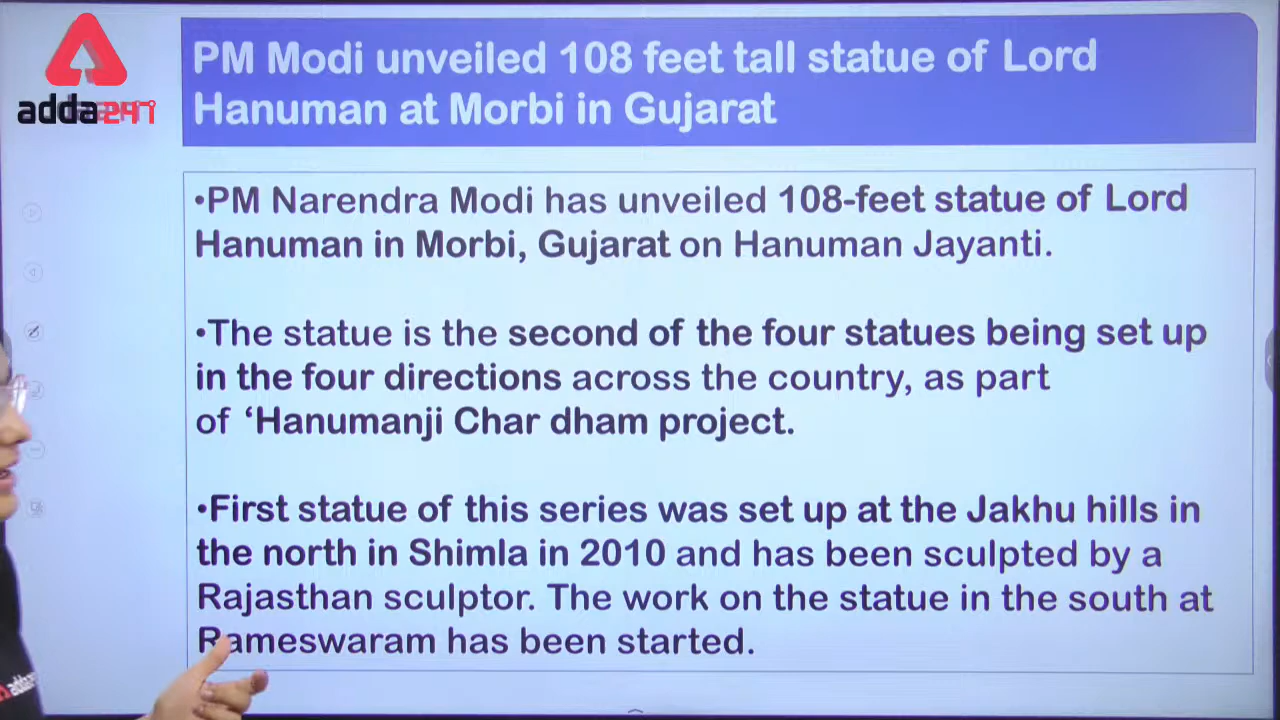 adda247
PM Modi unveiled 108 feet tall statue of Lord
Hanuman at Morbi in Gujarat
•PM Narendra Modi has unveiled 108-feet statue of Lord
Hanuman in Morbi, Gujarat on Hanuman Jayanti.
•The statue is the second of the four statues being set up
in the four directions across the country, as part
of ‘Hanumanji Char dham project.
•First statue of this series was set up at the Jakhu hills in
the north in Shimla in 2010 and has been sculpted by a
Rajasthan sculptor. The work on the statue in the south at
Rameswaram has been started.